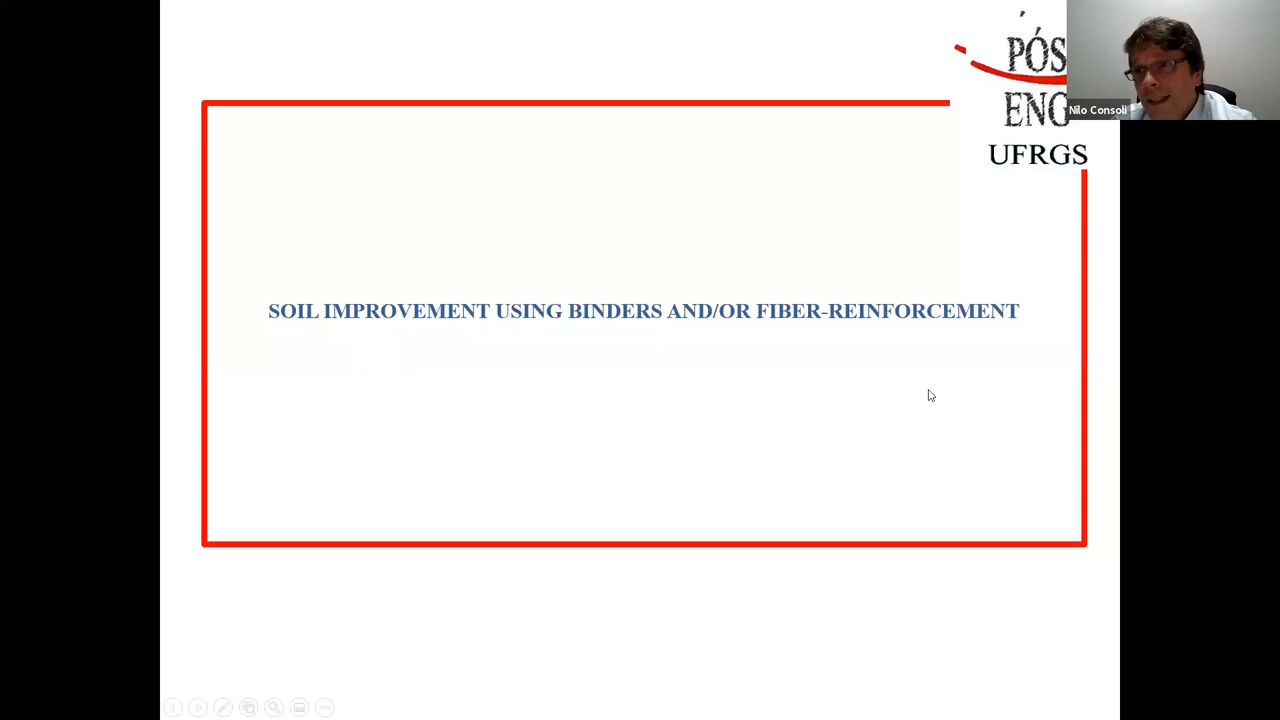 PÓS
ENG
UFRGS
Nilo Consoli
SOIL IMPROVEMENT USING BINDERS AND/OR FIBER-REINFORCEMENT